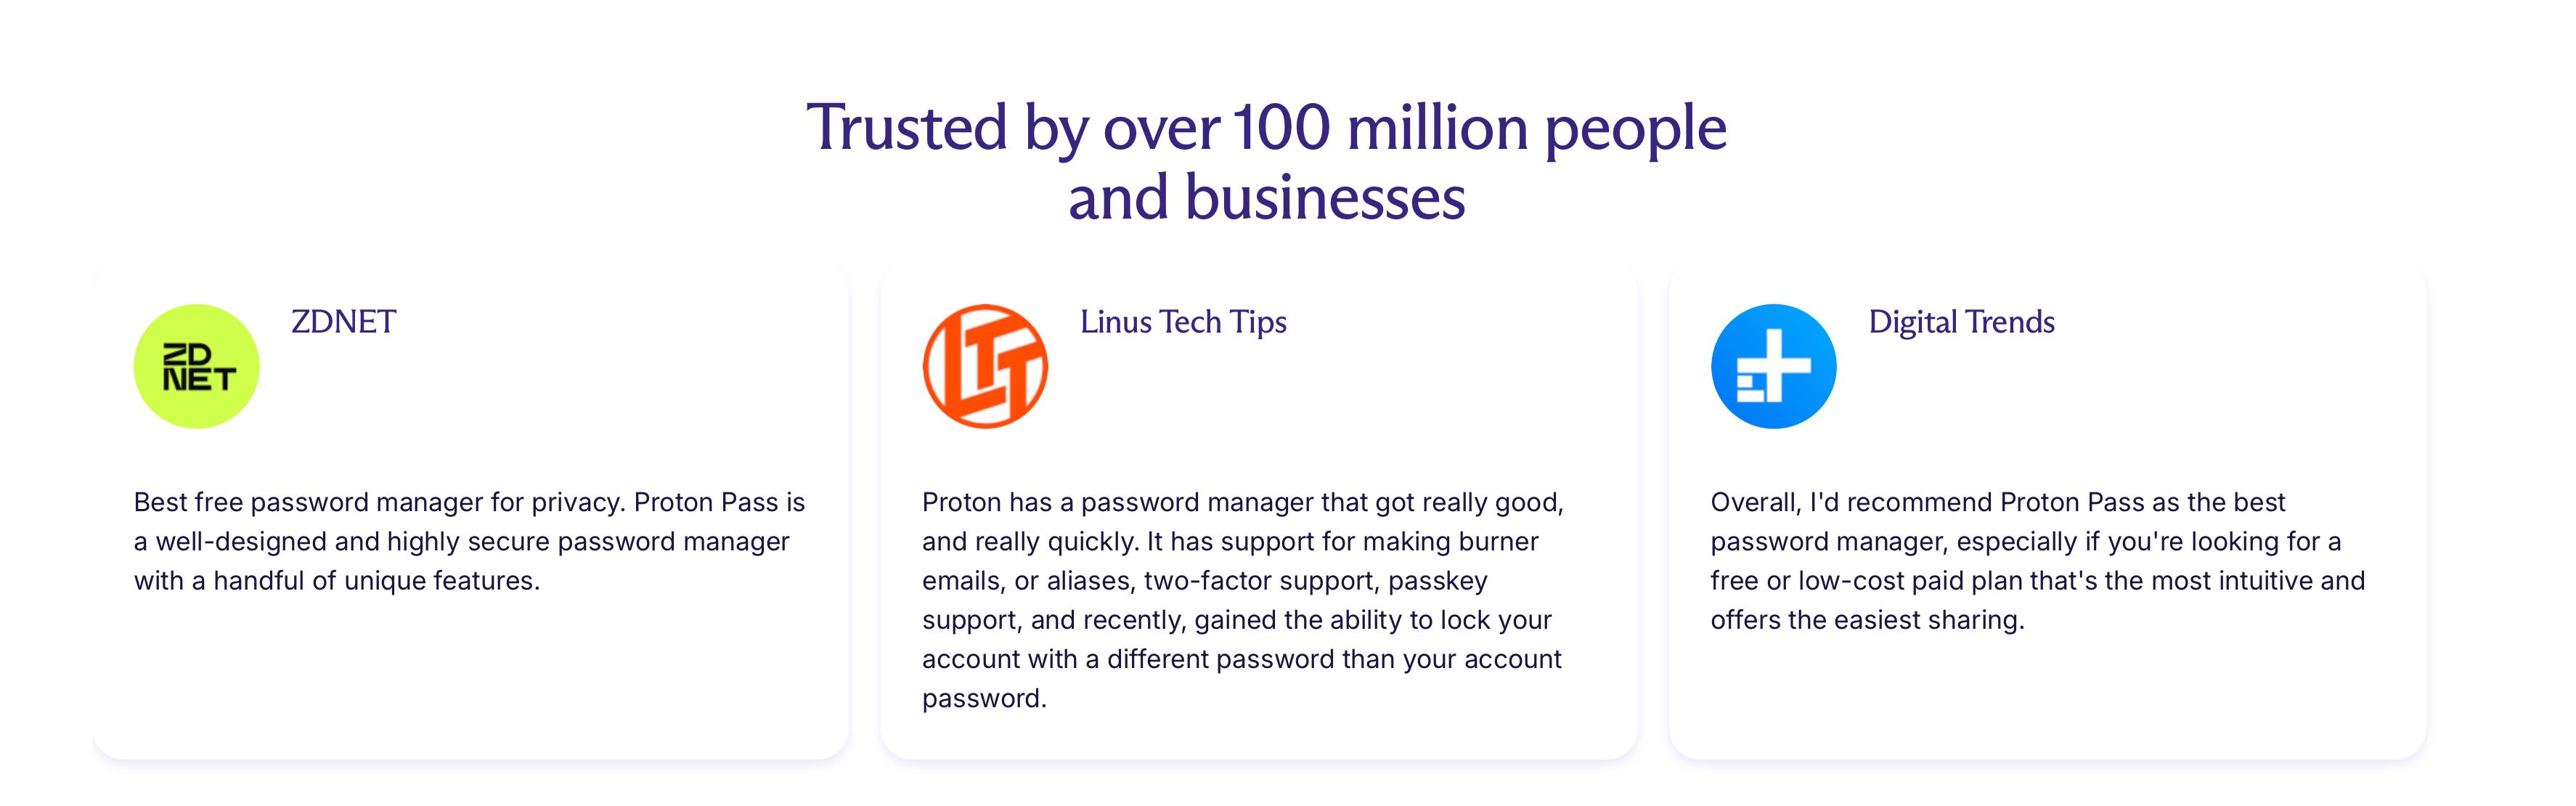 Trusted by over 100 million people
and businesses
ZD
NET
ZDNET
Best free password manager for privacy. Proton Pass is
a well-designed and highly secure password manager
with a handful of unique features.
LTT
Linus Tech Tips
Proton has a password manager that got really good,
and really quickly. It has support for making burner
emails, or aliases, two-factor support, passkey
support, and recently, gained the ability to lock your
account with a different password than your account
password.
Digital Trends
Overall, I'd recommend Proton Pass as the best
password manager, especially if you're looking for a
free or low-cost paid plan that's the most intuitive and
offers the easiest sharing.